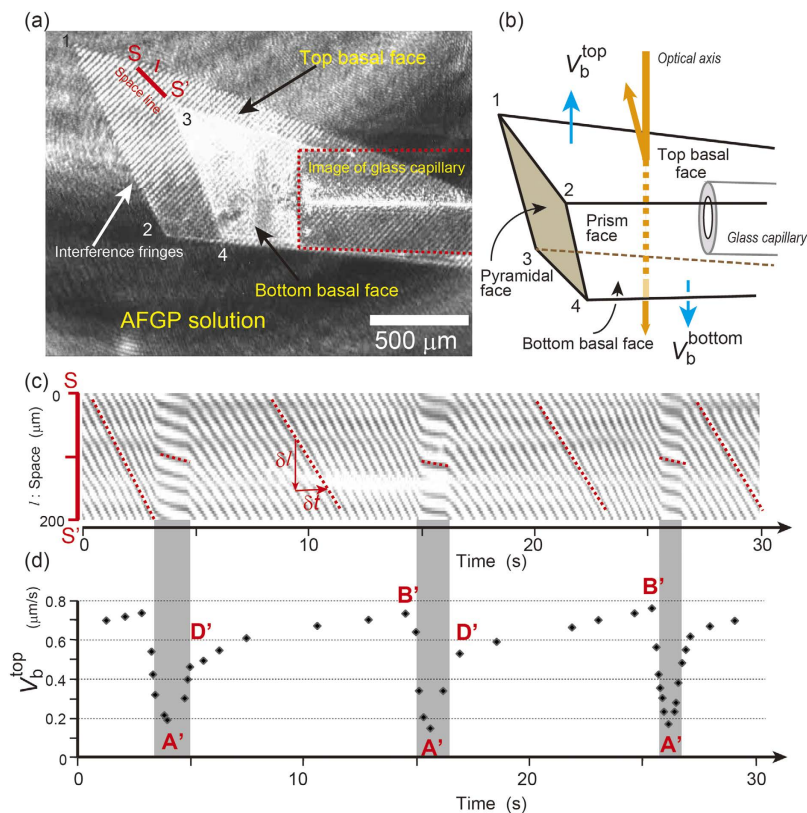 (a)
1
S
l
S'
Space line
Top basal face
3
Image of glass capillary
2
4
Interference fringes
Bottom basal face
AFGP solution
500 μm
(b)
V_b^top
Optical axis
1
Top basal face
2
Prism face
Glass capillary
3
Pyramidal face
4
Bottom basal face
V_b^bottom
(c)
S
0
l : Space (μm)
200
S'
δl
δt
0 10 20 30
Time (s)
(d)
V_b^top (μm/s)
0.8
0.6
0.4
0.2
0
B' B'
D' D'
A' A' A'
0 10 20 30
Time (s)